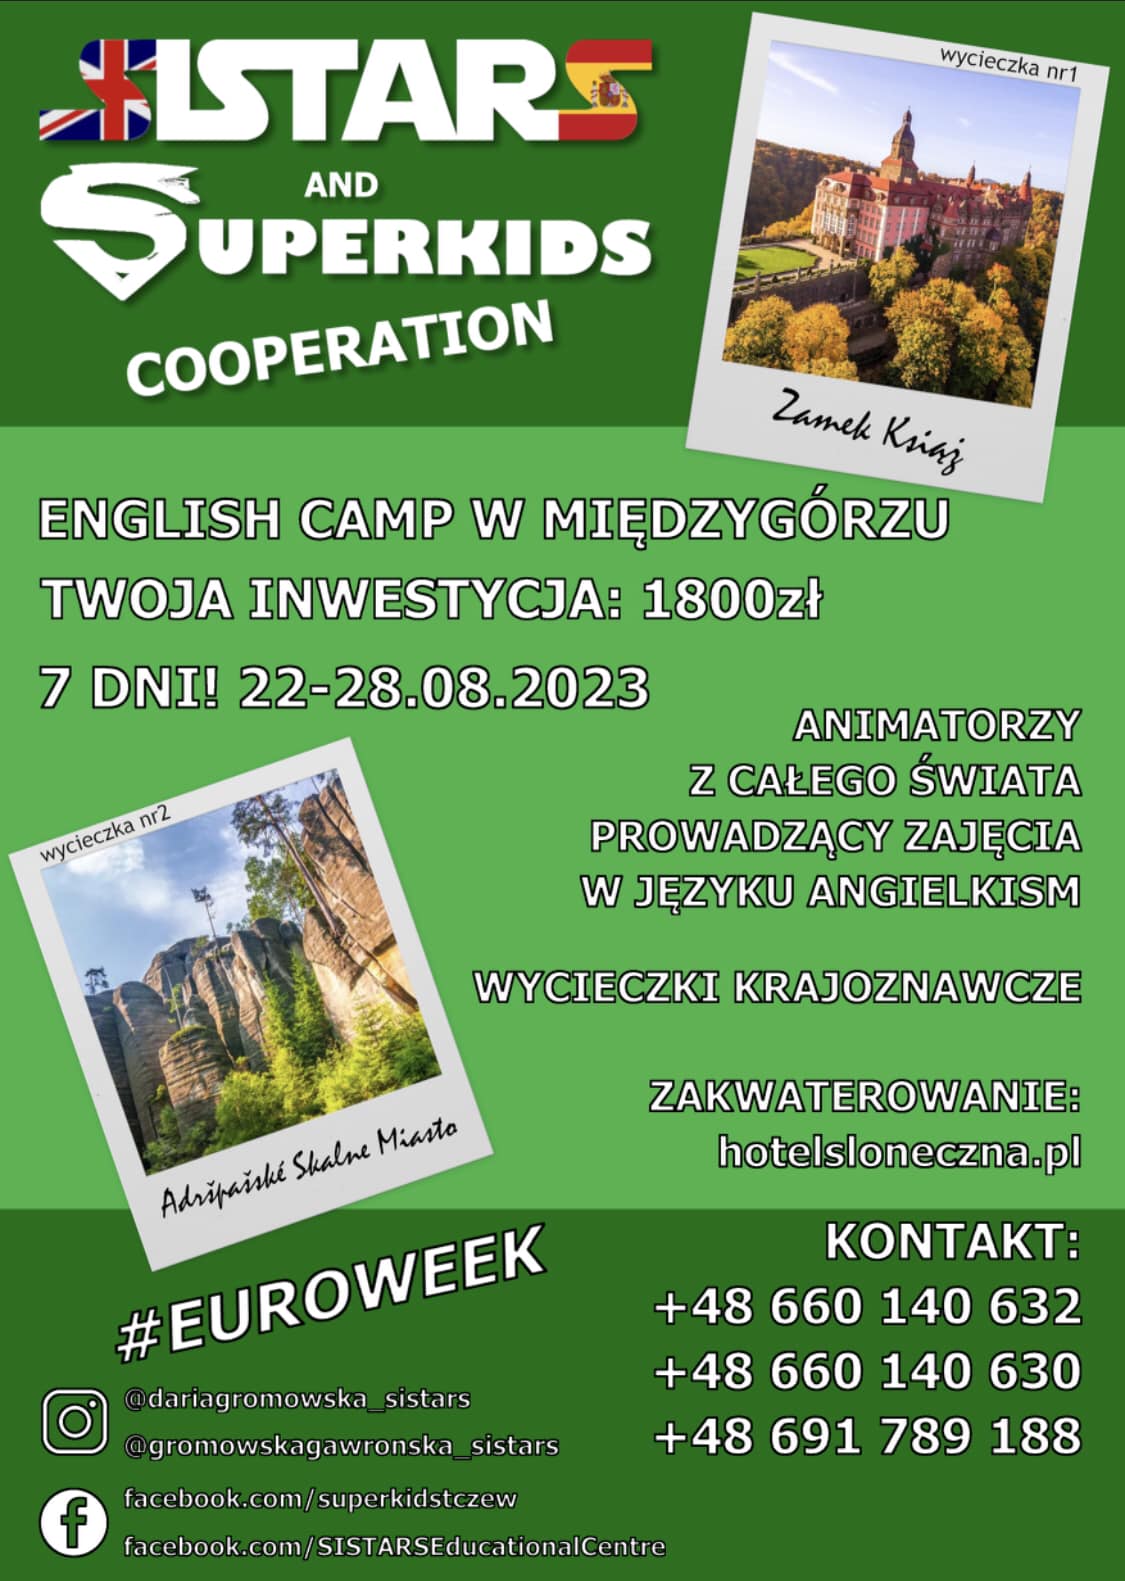 SISTARS
AND
SUPERKIDS
COOPERATION
wycieczka nr1
Zamek Książ
ENGLISH CAMP W MIĘDZYGÓRZU
TWOJA INWESTYCJA: 1800zł
7 DNI! 22-28.08.2023
ANIMATORZY
Z CAŁEGO ŚWIATA
PROWADZĄCY ZAJĘCIA
W JĘZYKU ANGIELKISM
wycieczka nr2
Adršpašské Skalne Miasto
WYCIECZKI KRAJOZNAWCZE
ZAKWATEROWANIE:
hotelsloneczna.pl
#EUROWEEK
KONTAKT:
+48 660 140 632
+48 660 140 630
+48 691 789 188
@dariagromowska_sistars
@gromowskagawronska_sistars
facebook.com/superkidstczew
facebook.com/SISTARSEducationalCentre